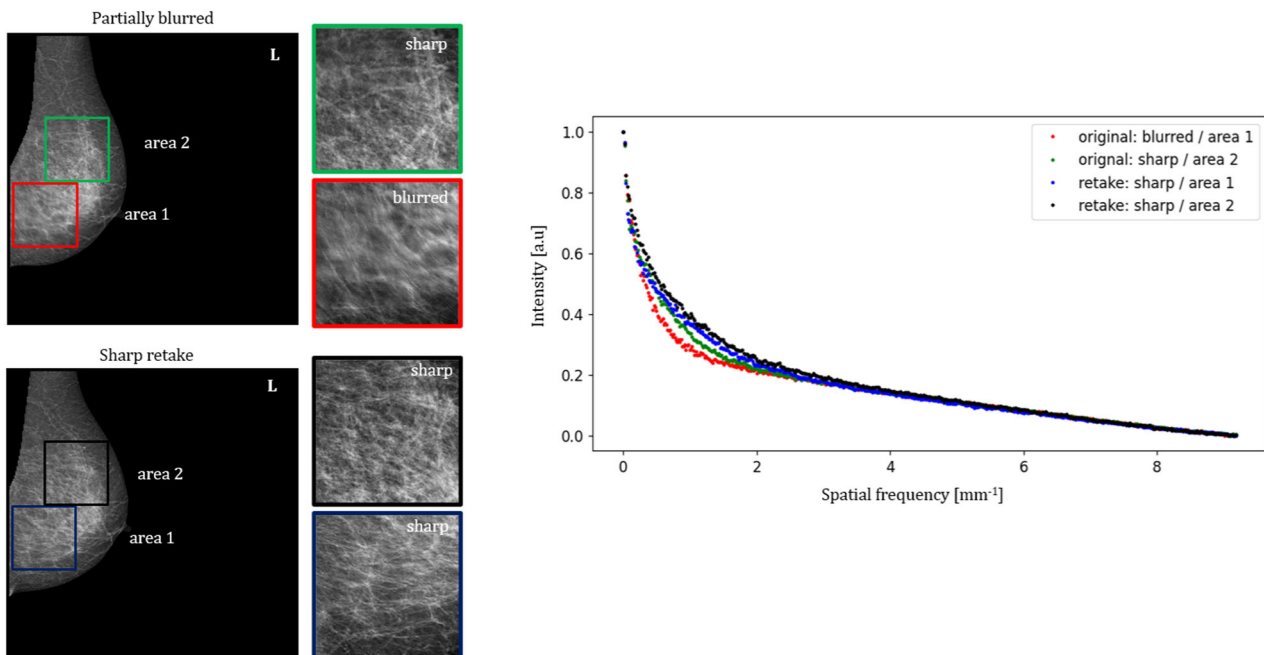 Partially blurred
L
area 2
area 1
sharp
blurred
Sharp retake
L
area 2
area 1
sharp
sharp
1.0
0.8
0.6
0.4
0.2
0.0
Intensity [a.u]
0 2 4 6 8
Spatial frequency [mm⁻¹]
original: blurred / area 1
orignal: sharp / area 2
retake: sharp / area 1
retake: sharp / area 2